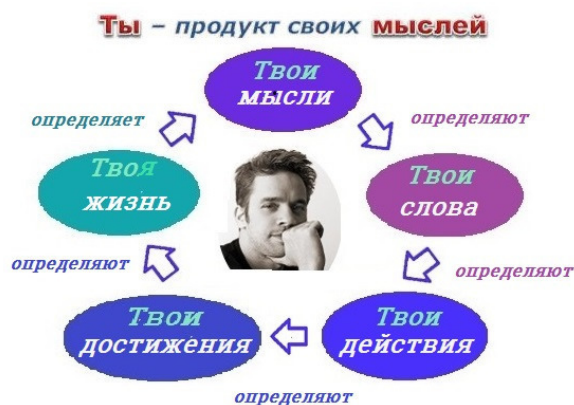 Ты – продукт своих мыслей
Твои
мысли
определяют
Твои
слова
определяют
Твои
действия
определяют
Твои
достижения
определяют
Твоя
жизнь
определяет